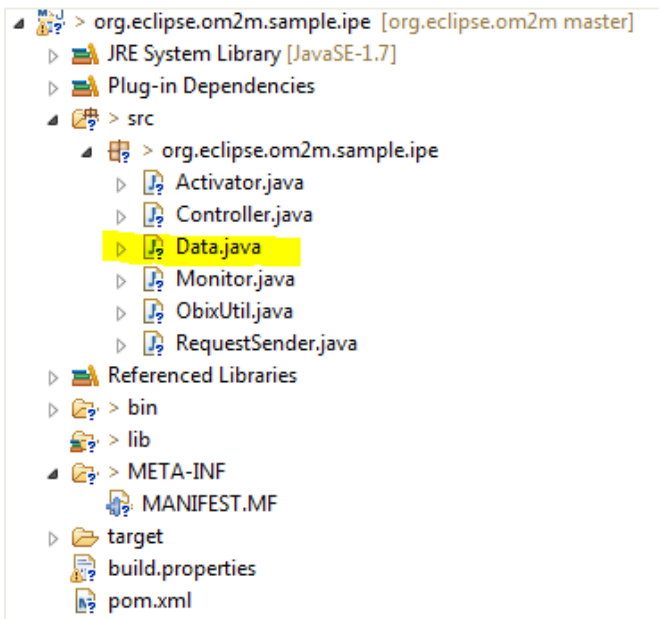 > org.eclipse.om2m.sample.ipe [org.eclipse.om2m master]
JRE System Library [JavaSE-1.7]
Plug-in Dependencies
> src
> org.eclipse.om2m.sample.ipe
Activator.java
Controller.java
Data.java
Monitor.java
ObixUtil.java
RequestSender.java
Referenced Libraries
> bin
> lib
> META-INF
MANIFEST.MF
target
build.properties
pom.xml